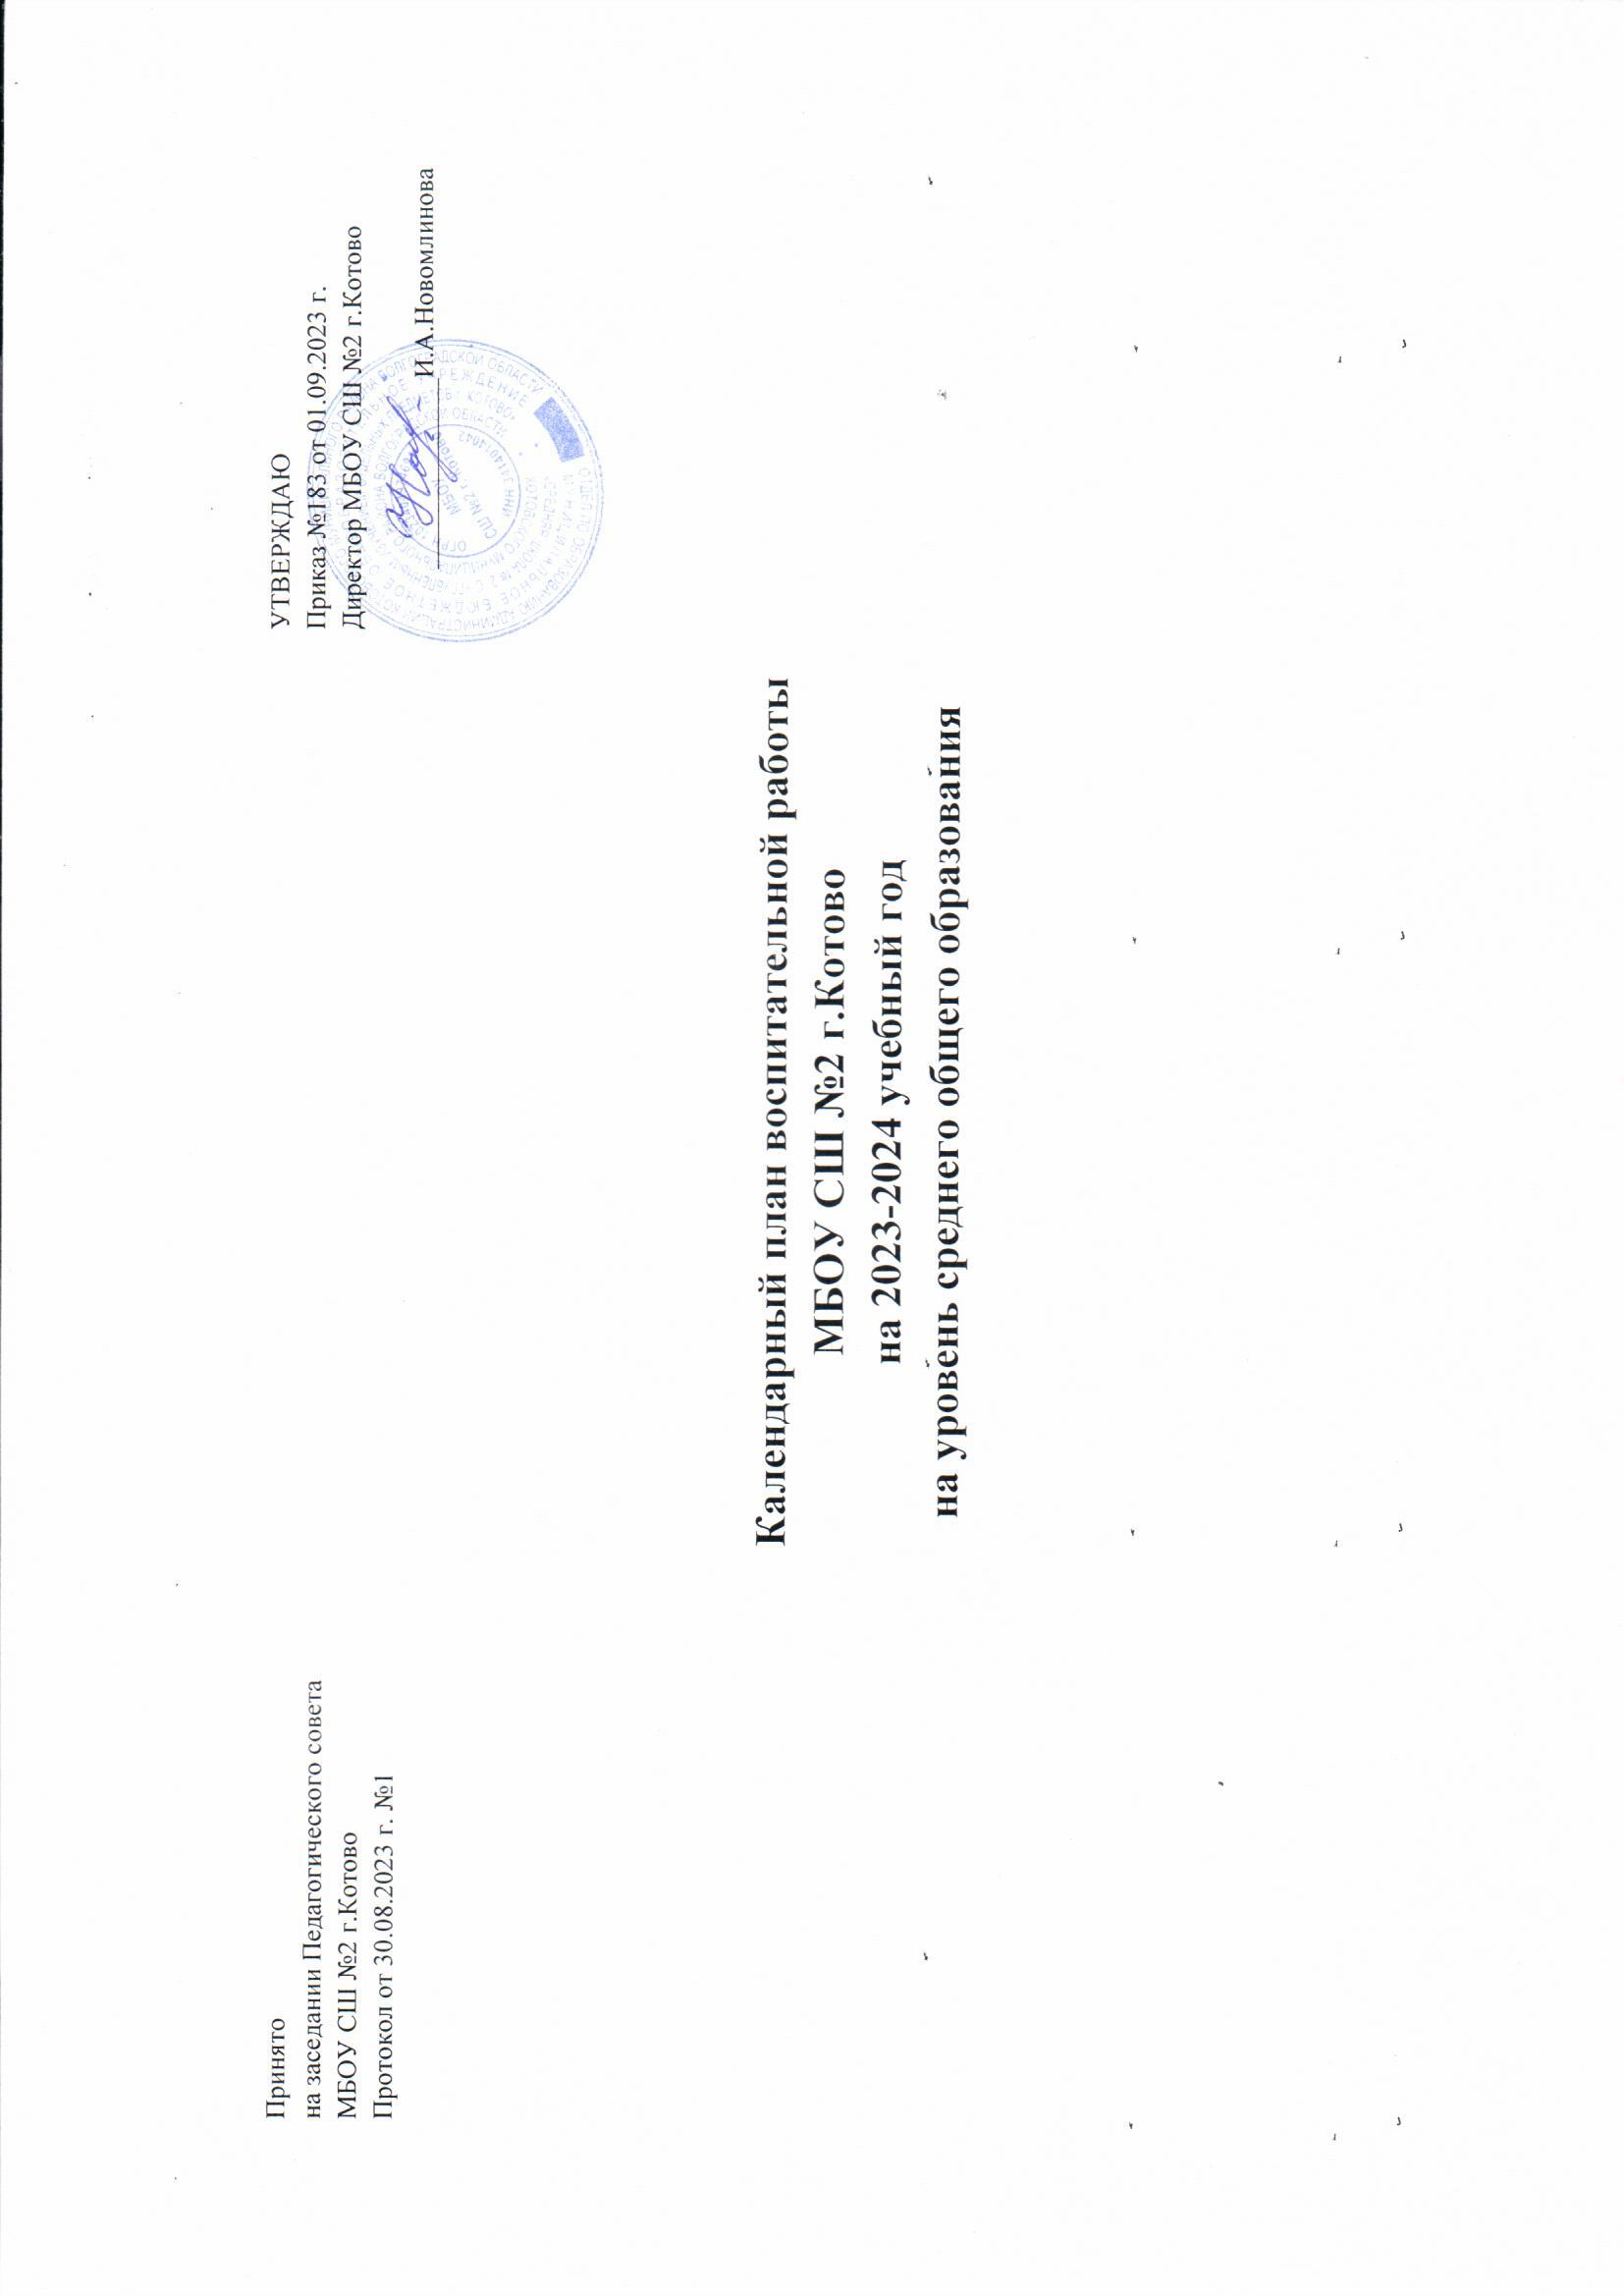 Принято
на заседании Педагогического совета
МБОУ СШ №2 г.Котово
Протокол от 30.08.2023 г. №1
УТВЕРЖДАЮ
Приказ №183 от 01.09.2023 г.
Директор МБОУ СШ №2 г.Котово
И.А.Новомлинова
Календарный план воспитательной работы
МБОУ СШ №2 г.Котово
на 2023-2024 учебный год
на уровень среднего общего образования